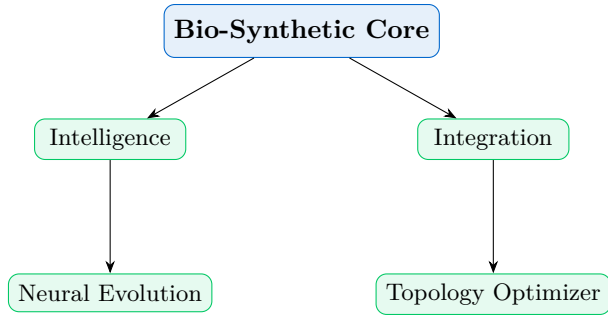 Bio-Synthetic Core
Intelligence
Integration
Neural Evolution
Topology Optimizer